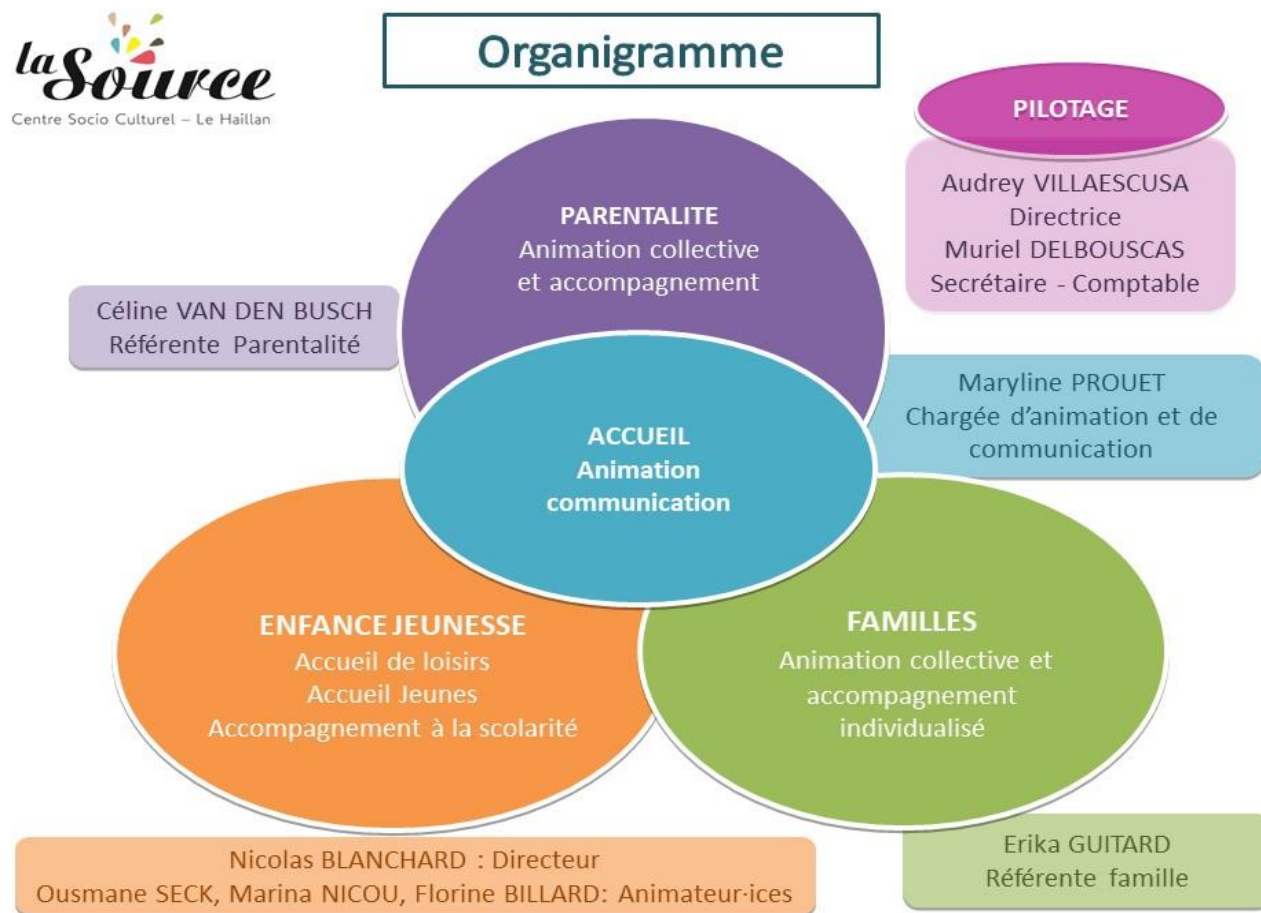 la Source
Centre Socio Culturel – Le Haillan
Organigramme
PILOTAGE
Audrey VILLAESCUSA
Directrice
Muriel DELBOUSCAS
Secrétaire - Comptable
PARENTALITE
Animation collective
et accompagnement
Céline VAN DEN BUSCH
Référente Parentalité
Maryline PROUET
Chargée d’animation et de
communication
ACCUEIL
Animation
communication
ENFANCE JEUNESSE
Accueil de loisirs
Accueil Jeunes
Accompagnement à la scolarité
FAMILLES
Animation collective et
accompagnement
individualisé
Nicolas BLANCHARD : Directeur
Ousmane SECK, Marina NICOU, Florine BILLARD: Animateur·ices
Erika GUITARD
Référente famille